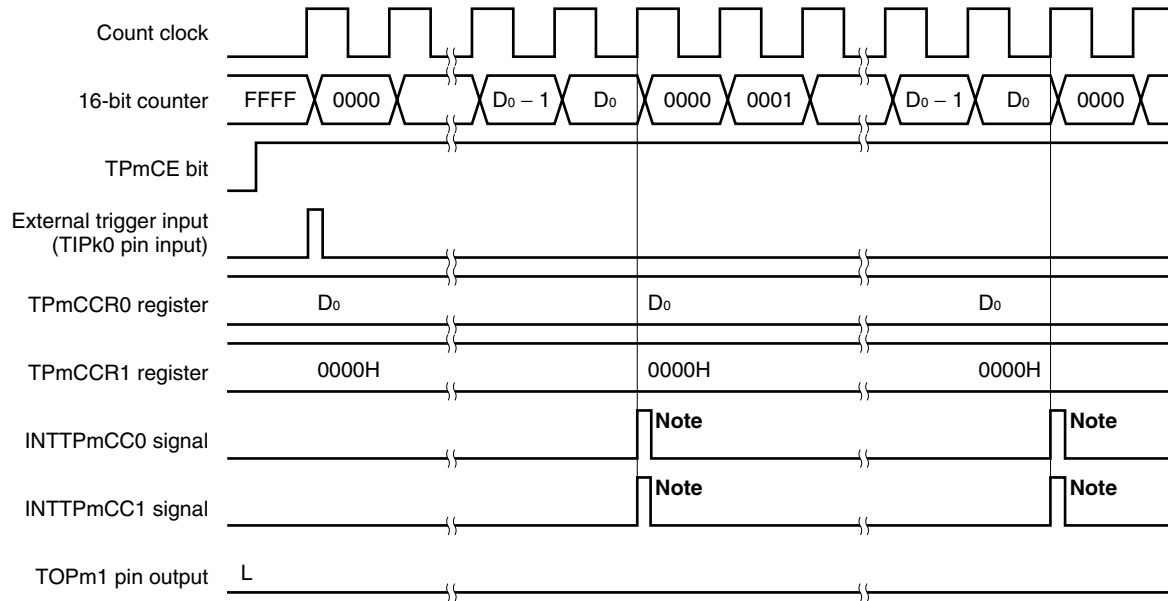 Count clock
16-bit counter FFFF 0000 D₀ − 1 D₀ 0000 0001 D₀ − 1 D₀ 0000
TPmCE bit
External trigger input
(TIPk0 pin input)
TPmCCR0 register D₀ D₀ D₀
TPmCCR1 register 0000H 0000H 0000H
INTTPmCC0 signal Note Note
INTTPmCC1 signal Note Note
TOPm1 pin output L